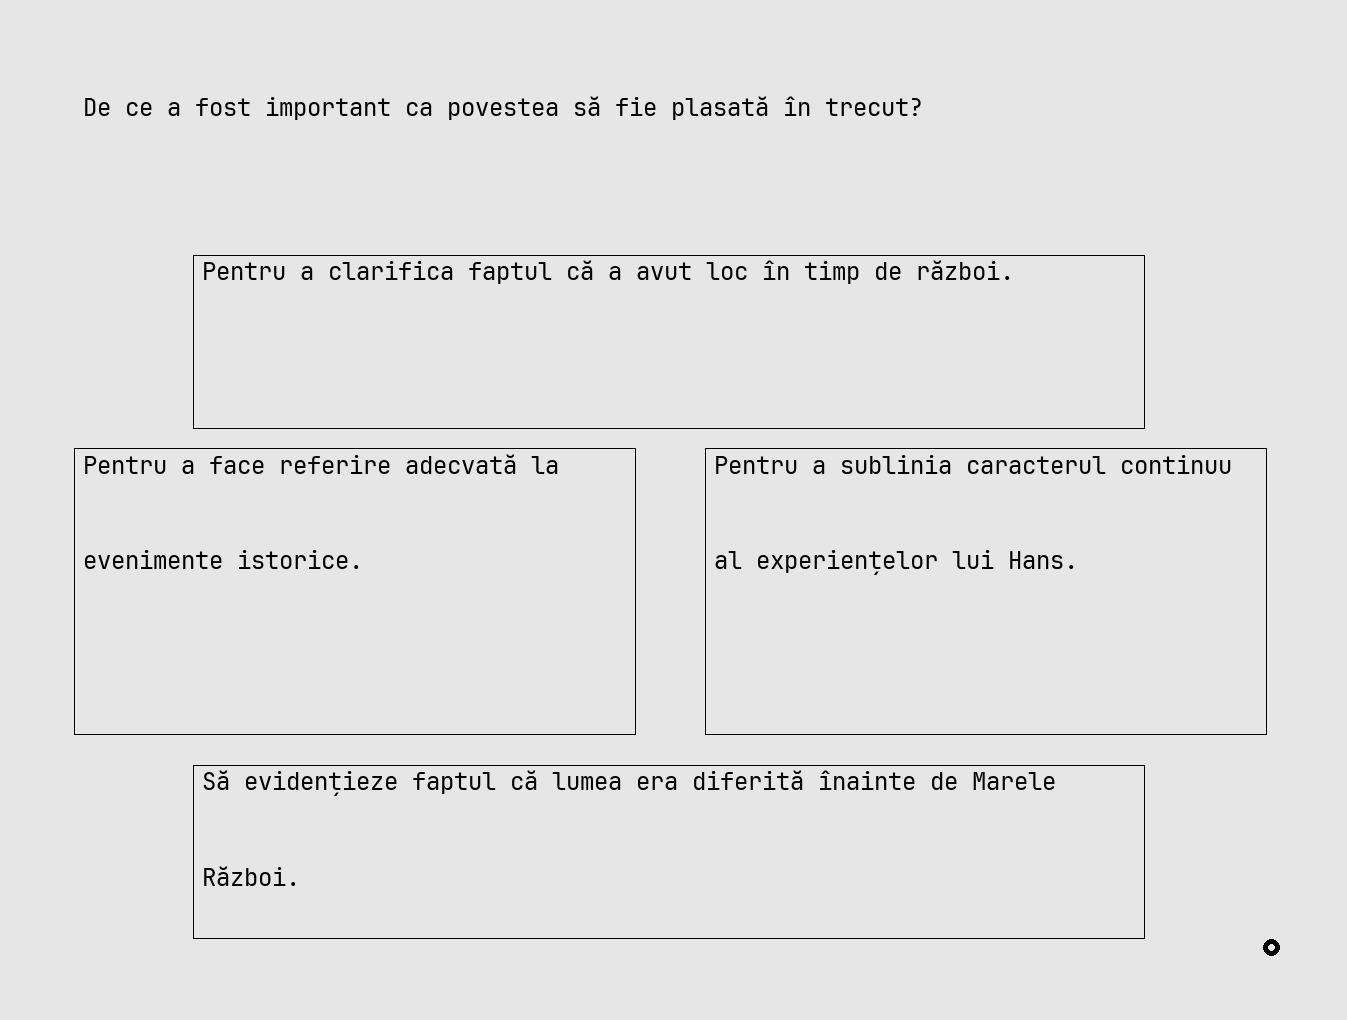 De ce a fost important ca povestea să fie plasată în trecut?
Pentru a clarifica faptul că a avut loc în timp de război.
Pentru a face referire adecvată la
evenimente istorice.
Pentru a sublinia caracterul continuu
al experiențelor lui Hans.
Să evidențieze faptul că lumea era diferită înainte de Marele
Război.